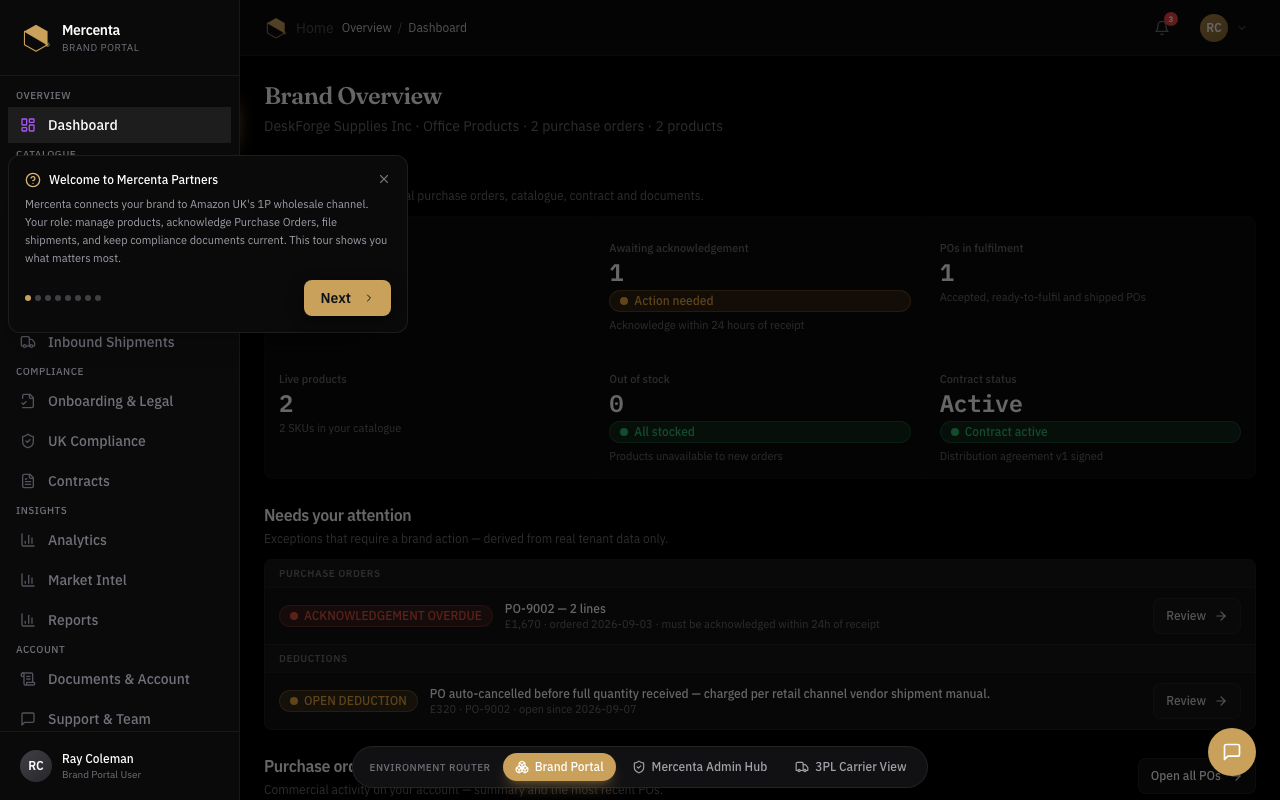 Mercenta
BRAND PORTAL
OVERVIEW
Dashboard
CATALOGUE
Welcome to Mercenta Partners
Mercenta connects your brand to Amazon UK's 1P wholesale channel.
Your role: manage products, acknowledge Purchase Orders, file
shipments, and keep compliance documents current. This tour shows you
what matters most.
Next
Inbound Shipments
COMPLIANCE
Onboarding & Legal
UK Compliance
Contracts
INSIGHTS
Analytics
Market Intel
Reports
ACCOUNT
Documents & Account
Support & Team
RC
Ray Coleman
Brand Portal User
Home Overview / Dashboard
3
RC
Brand Overview
DeskForge Supplies Inc · Office Products · 2 purchase orders · 2 products
purchase orders, catalogue, contract and documents.
Awaiting acknowledgement
1
Action needed
Acknowledge within 24 hours of receipt
POs in fulfilment
1
Accepted, ready-to-fulfil and shipped POs
Live products
2
2 SKUs in your catalogue
Out of stock
0
All stocked
Products unavailable to new orders
Contract status
Active
Contract active
Distribution agreement v1 signed
Needs your attention
Exceptions that require a brand action — derived from real tenant data only.
PURCHASE ORDERS
ACKNOWLEDGEMENT OVERDUE
PO-9002 — 2 lines
£1,670 · ordered 2026-09-03 · must be acknowledged within 24h of receipt
Review
DEDUCTIONS
OPEN DEDUCTION
PO auto-cancelled before full quantity received — charged per retail channel vendor shipment manual.
£320 · PO-9002 · open since 2026-09-07
Review
Purchase
Commercial activity on your account — summary and the most recent POs.
Open all POs
ENVIRONMENT ROUTER
Brand Portal
Mercenta Admin Hub
3PL Carrier View